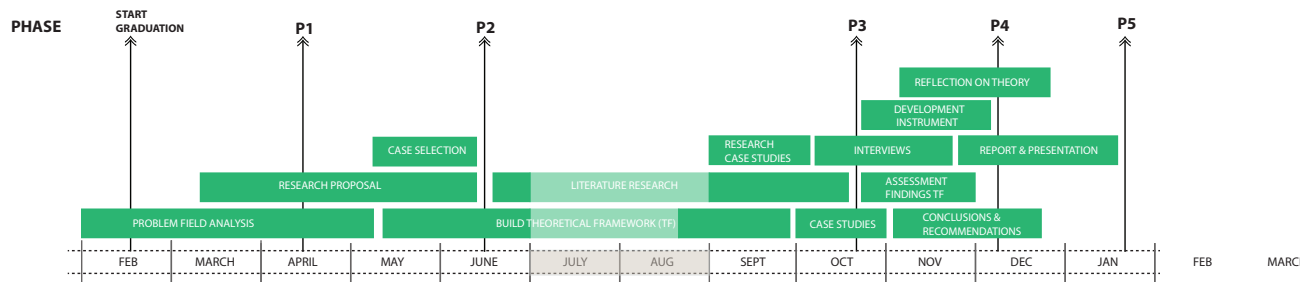 PHASE
START
GRADUATION
P1
P2
P3
P4
P5
REFLECTION ON THEORY
DEVELOPMENT
INSTRUMENT
CASE SELECTION
RESEARCH
CASE STUDIES
INTERVIEWS
REPORT & PRESENTATION
RESEARCH PROPOSAL
LITERATURE RESEARCH
ASSESSMENT
FINDINGS TF
PROBLEM FIELD ANALYSIS
BUILD THEORETICAL FRAMEWORK (TF)
CASE STUDIES
CONCLUSIONS &
RECOMMENDATIONS
FEB MARCH APRIL MAY JUNE JULY AUG SEPT OCT NOV DEC JAN FEB MARCH